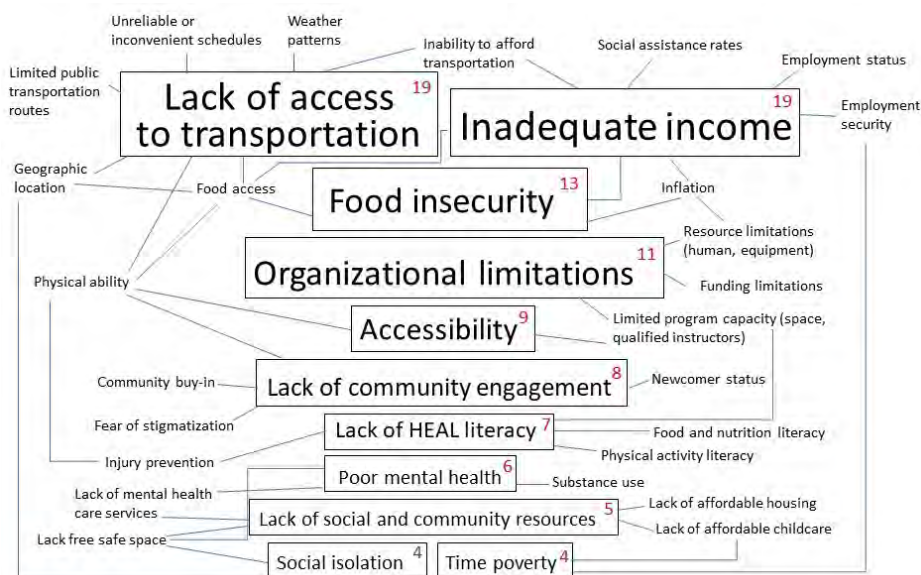 Unreliable or
inconvenient schedules
Weather
patterns
Inability to afford
transportation
Social assistance rates
Employment status
Limited public
transportation
routes
Lack of access
to transportation
19
Inadequate income
19
Employment
security
Geographic
location
Food access
Food insecurity
13
Inflation
Resource limitations
(human, equipment)
Organizational limitations
11
Physical ability
Funding limitations
Accessibility
9
Limited program capacity (space,
qualified instructors)
Lack of community engagement
8
Community buy-in
Newcomer status
Fear of stigmatization
Lack of HEAL literacy
7
Food and nutrition literacy
Physical activity literacy
Injury prevention
Poor mental health
6
Substance use
Lack of mental health
care services
Lack of social and community resources
5
Lack of affordable housing
Lack of affordable childcare
Lack free safe space
Social isolation
4
Time poverty
4